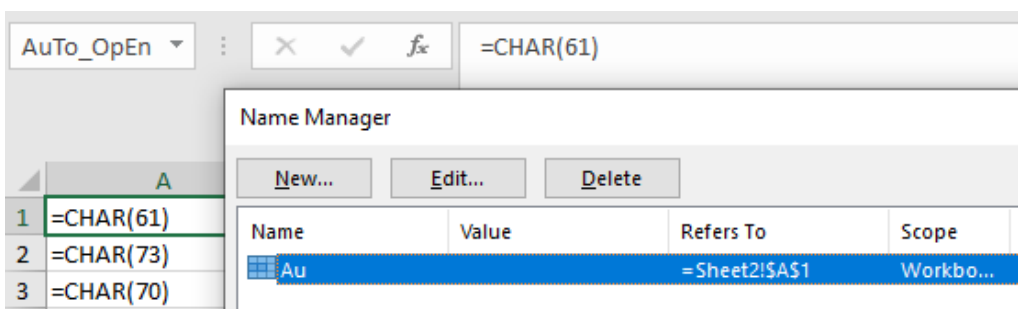 AuTo_OpEn fx =CHAR(61)
Name Manager
New... Edit... Delete
A
1 =CHAR(61)
2 =CHAR(73)
3 =CHAR(70)
Name Value Refers To Scope
Au =Sheet2!$A$1 Workbo...